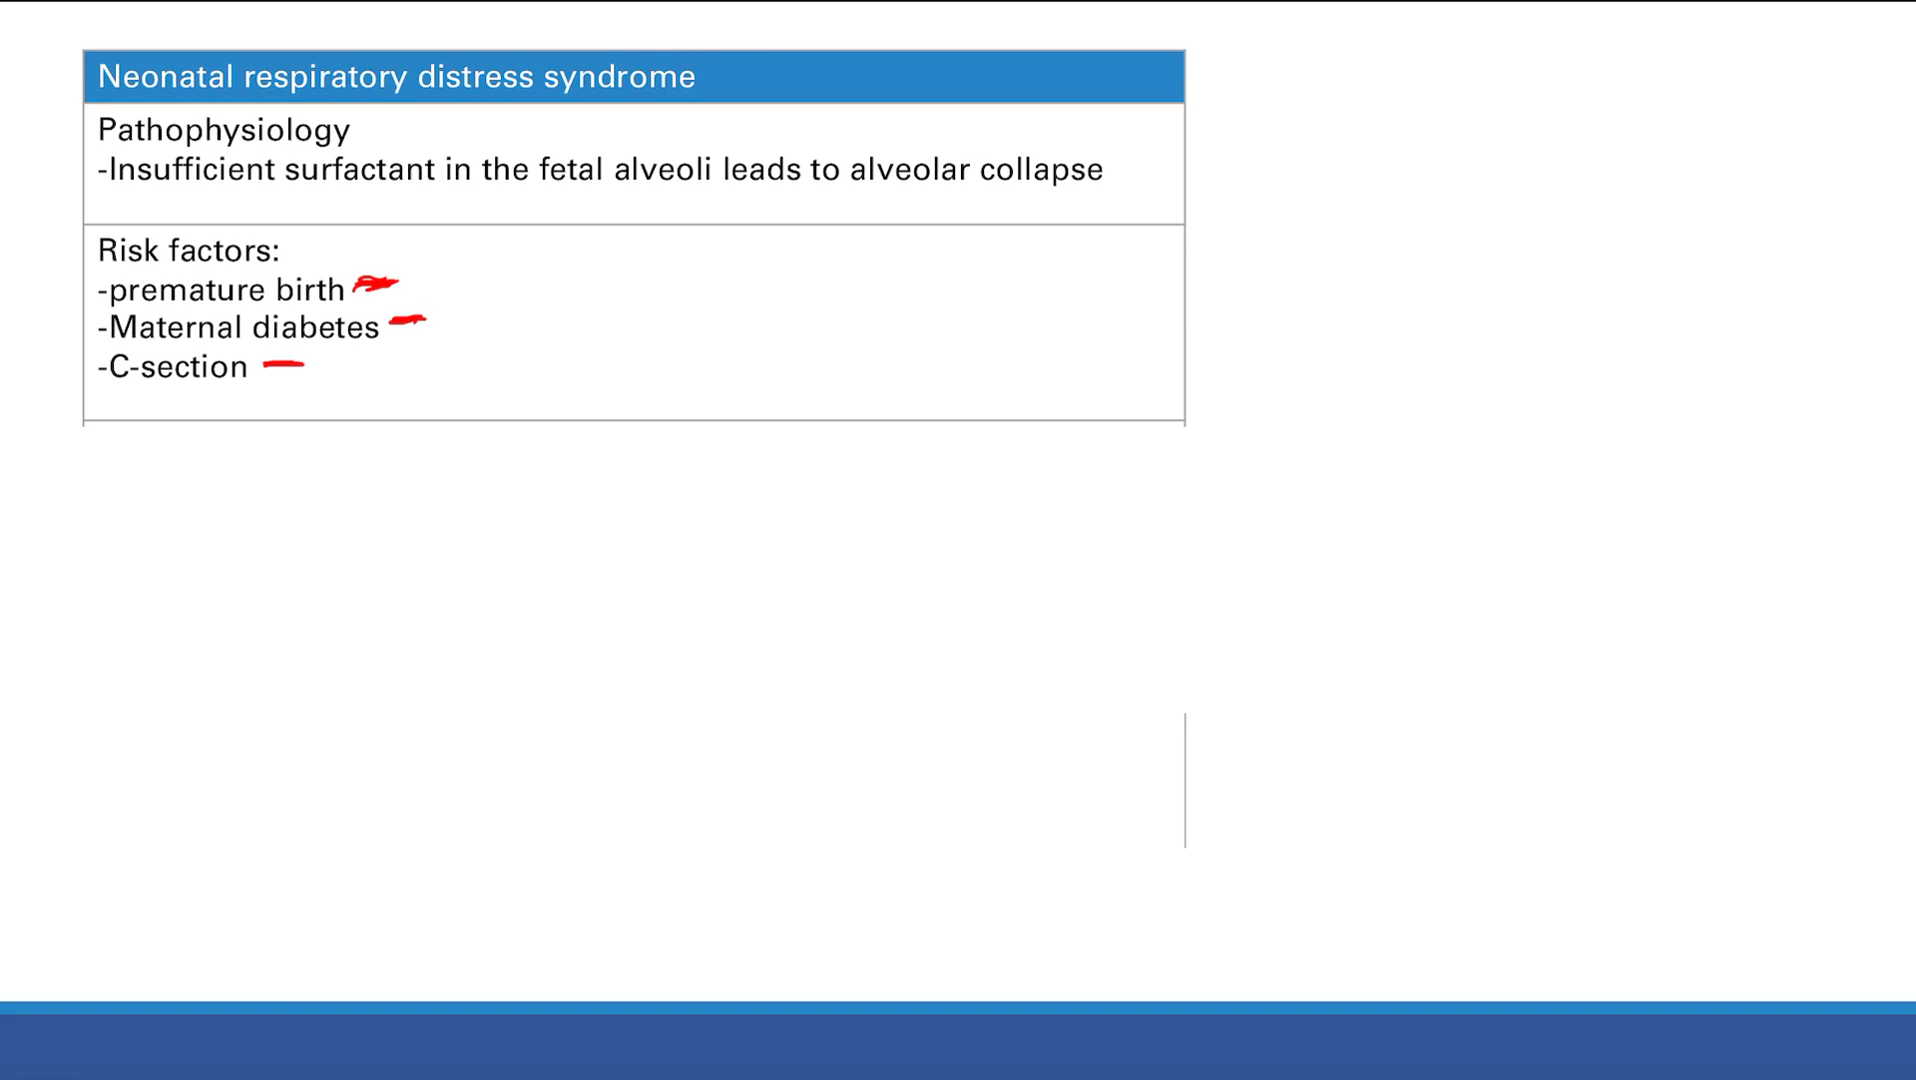 Neonatal respiratory distress syndrome
Pathophysiology
-Insufficient surfactant in the fetal alveoli leads to alveolar collapse
Risk factors:
-premature birth
-Maternal diabetes
-C-section